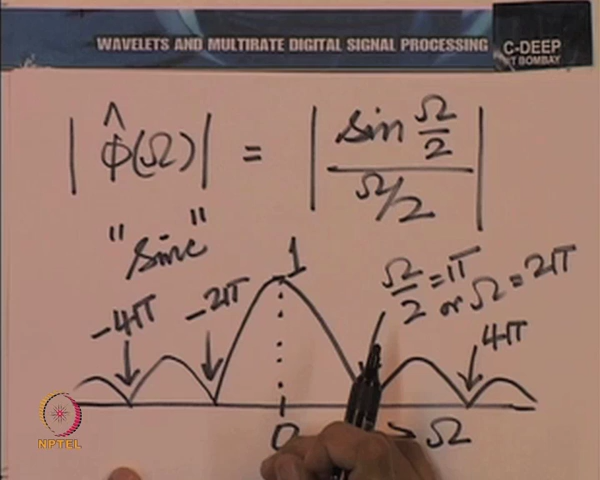 WAVELETS AND MULTIRATE DIGITAL SIGNAL PROCESSING
C-DEEP
IIT BOMBAY
|Φ̂(Ω)| = |sin Ω/2 / Ω/2|
"sinc"
1
Ω/2 = π
or Ω = 2π
-4π
-2π
4π
0
Ω
NPTEL